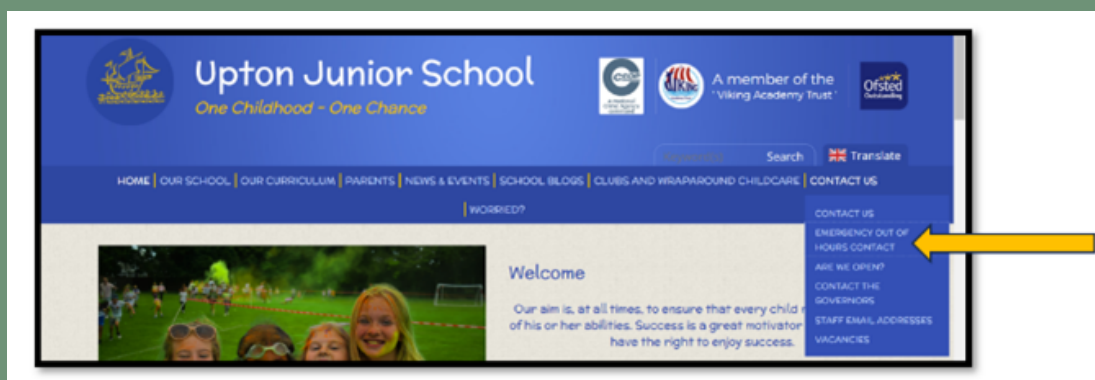 Upton Junior School
One Childhood - One Chance
CEOP
VIKING
A member of the
'Viking Academy Trust'
Ofsted
Outstanding
Search
Translate
HOME | OUR SCHOOL | OUR CURRICULUM | PARENTS | NEWS & EVENTS | SCHOOL BLOGS | CLUBS AND WRAPAROUND CHILDCARE | CONTACT US
WORRIED?
CONTACT US
EMERGENCY OUT OF
HOURS CONTACT
ARE WE OPEN?
CONTACT THE
GOVERNORS
STAFF EMAIL ADDRESSES
VACANCIES
Welcome
Our aim is, at all times, to ensure that every child
of his or her abilities. Success is a great motivator
have the right to enjoy success.